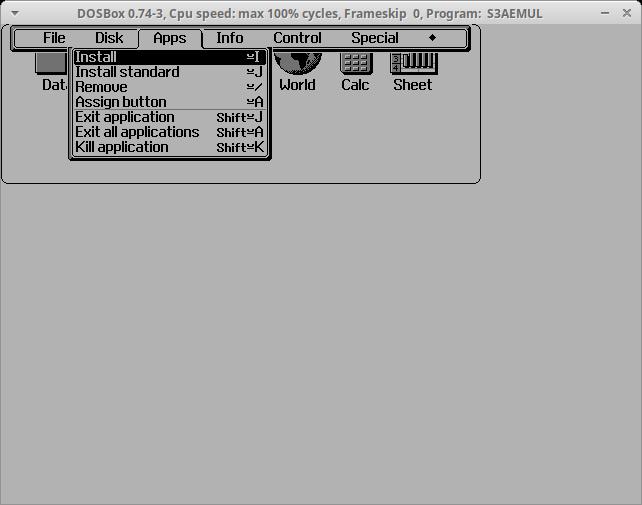 DOSBox 0.74-3, Cpu speed: max 100% cycles, Frameskip 0, Program: S3AEMUL
File Disk Apps Info Control Special
Install I
Install standard J
Remove /
Assign button A
Exit application Shift J
Exit all applications Shift A
Kill application Shift K
Data World Calc Sheet